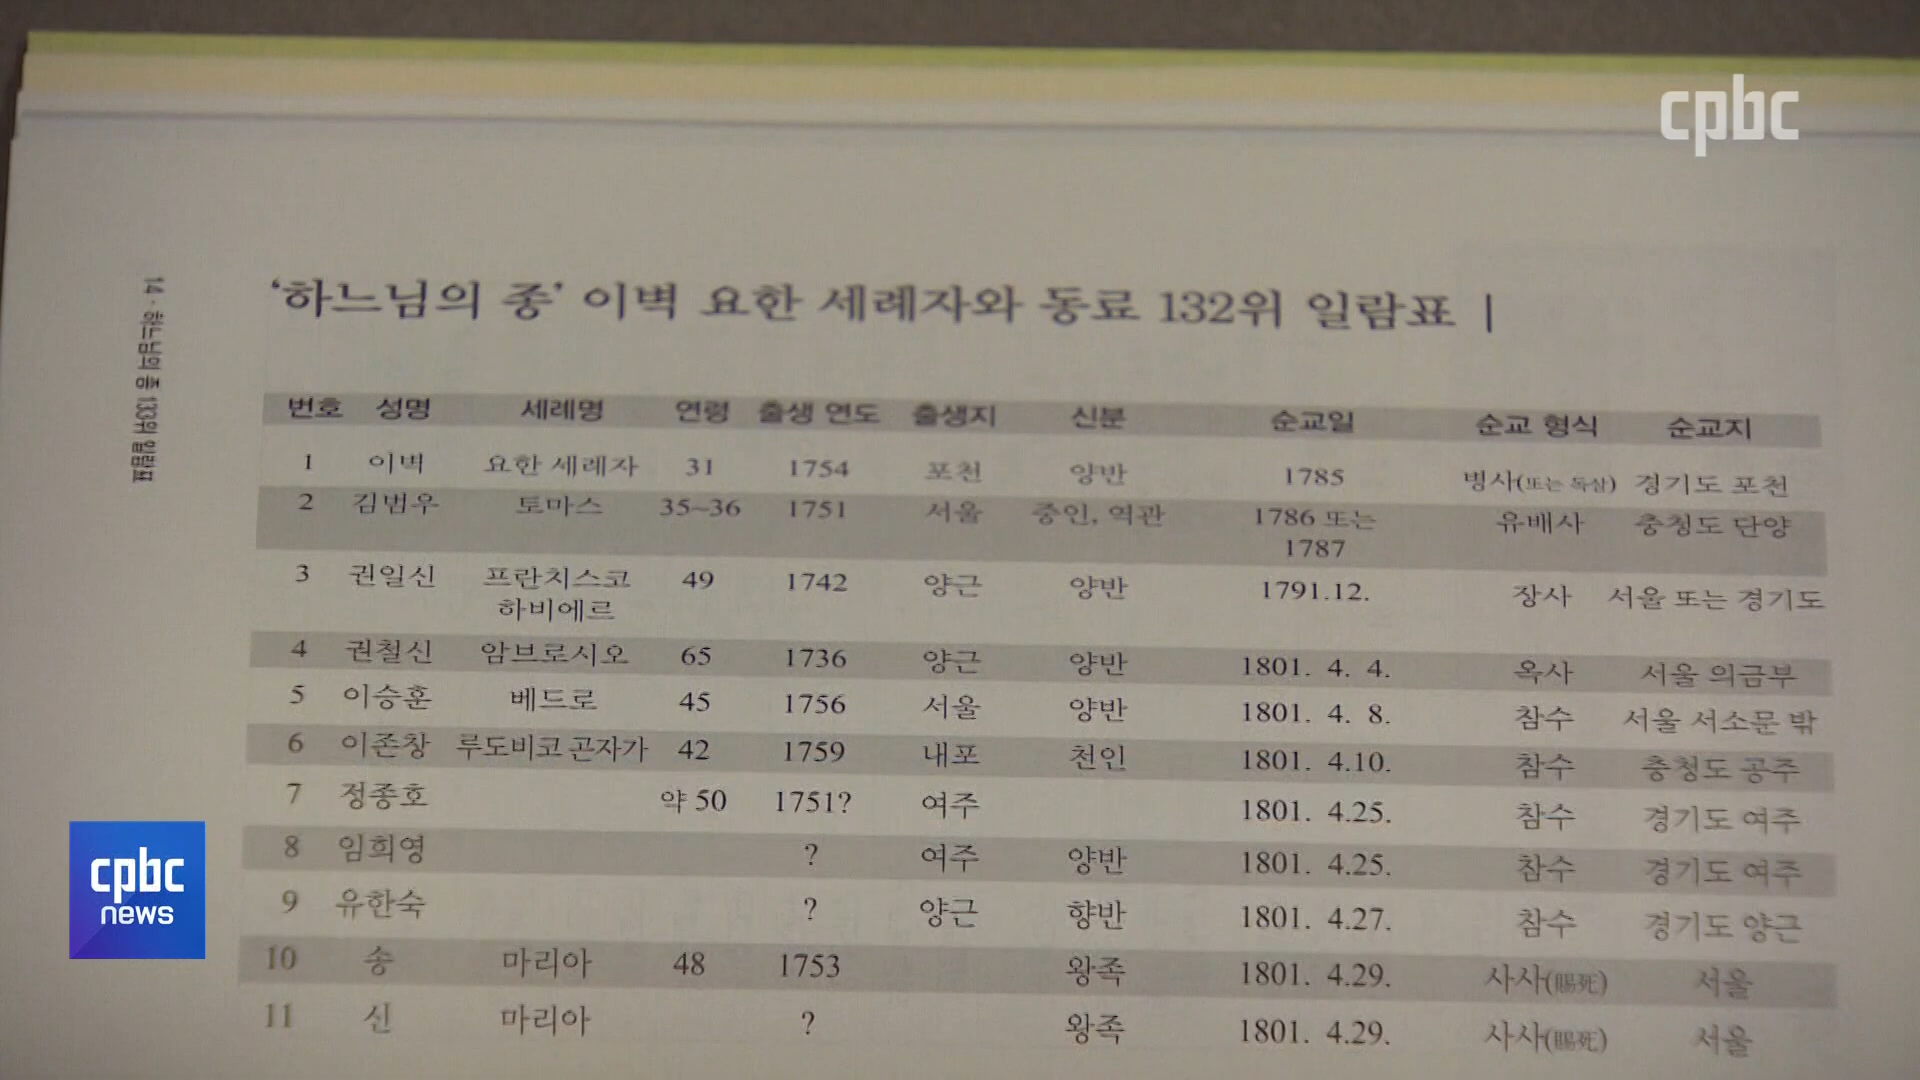 cpbc
14 · 하느님의 종 133위 일람표
‘하느님의 종’ 이벽 요한 세례자와 동료 132위 일람표 |
번호 성명 세례명 연령 출생 연도 출생지 신분 순교일 순교 형식 순교지
1 이벽 요한 세례자 31 1754 포천 양반 1785 병사(또는 독살) 경기도 포천
2 김범우 토마스 35~36 1751 서울 중인, 역관 1786 또는 유배사 충청도 단양
1787
3 권일신 프란치스코 49 1742 양근 양반 1791.12. 장사 서울 또는 경기도
하비에르
4 권철신 암브로시오 65 1736 양근 양반 1801. 4. 4. 옥사 서울 의금부
5 이승훈 베드로 45 1756 서울 양반 1801. 4. 8. 참수 서울 서소문 밖
6 이존창 루도비코 곤자가 42 1759 내포 천인 1801. 4.10. 참수 충청도 공주
7 정종호 약 50 1751? 여주 1801. 4.25. 참수 경기도 여주
8 임희영 ? 여주 양반 1801. 4.25. 참수 경기도 여주
9 유한숙 ? 양근 향반 1801. 4.27. 참수 경기도 양근
10 송 마리아 48 1753 왕족 1801. 4.29. 사사(賜死) 서울
11 신 마리아 ? 왕족 1801. 4.29. 사사(賜死) 서울
cpbc
news